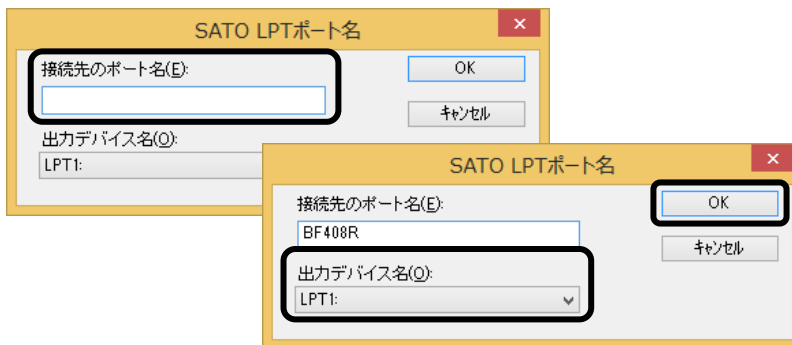 SATO LPTポート名
接続先のポート名(E):
OK
キャンセル
出力デバイス名(O):
LPT1:
SATO LPTポート名
接続先のポート名(E):
OK
BF408R
キャンセル
出力デバイス名(O):
LPT1: